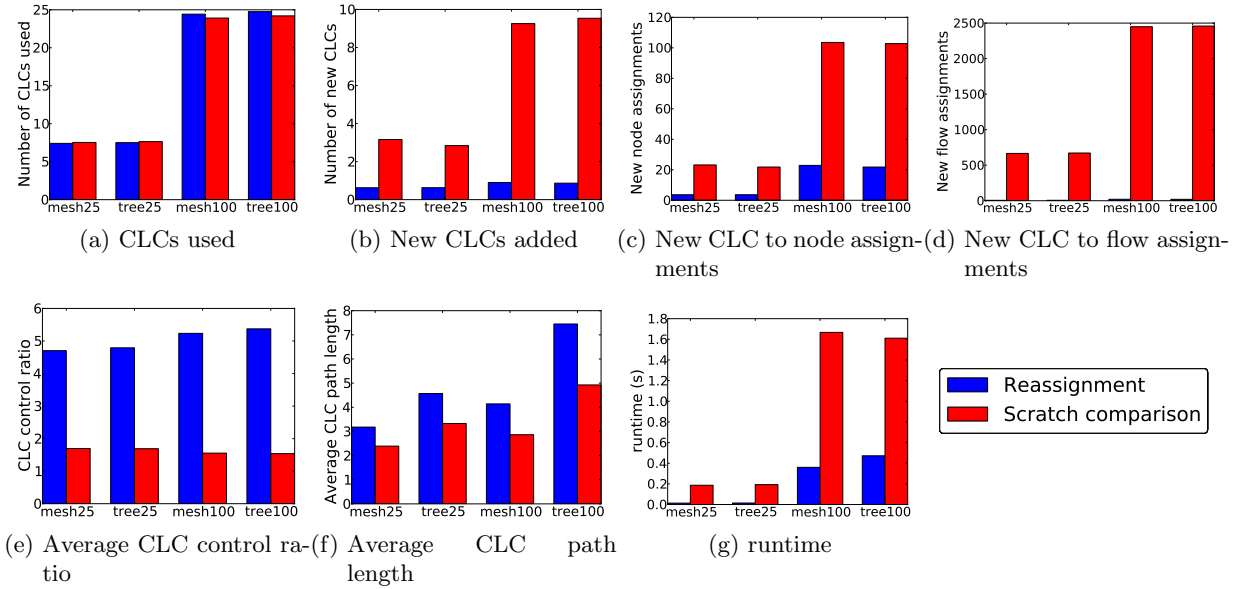 Number of CLCs used
25
20
15
10
5
0
mesh25 tree25 mesh100 tree100
(a) CLCs used
Number of new CLCs
10
8
6
4
2
0
mesh25 tree25 mesh100 tree100
(b) New CLCs added
New node assignments
120
100
80
60
40
20
0
mesh25 tree25 mesh100 tree100
(c) New CLC to node assign-
ments
New flow assignments
2500
2000
1500
1000
500
0
mesh25 tree25 mesh100 tree100
(d) New CLC to flow assign-
ments
CLC control ratio
6
5
4
3
2
1
0
mesh25 tree25 mesh100 tree100
(e) Average CLC control ra-
tio
Average CLC path length
8
7
6
5
4
3
2
1
0
mesh25 tree25 mesh100 tree100
(f) Average CLC path
length
runtime (s)
1.8
1.6
1.4
1.2
1.0
0.8
0.6
0.4
0.2
0.0
mesh25 tree25 mesh100 tree100
(g) runtime
Reassignment
Scratch comparison